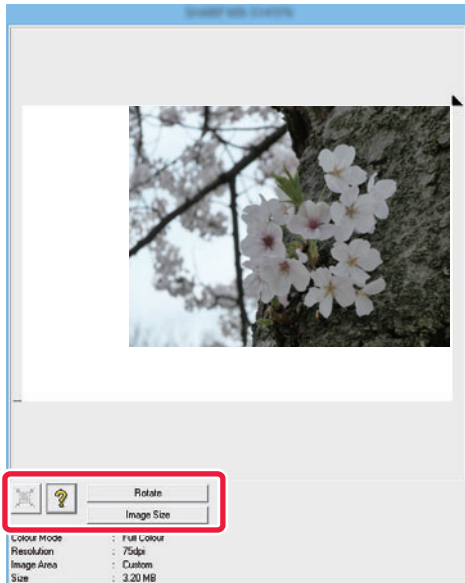 ?
Rotate
Image Size
Colour Mode : Full Colour
Resolution : 75dpi
Image Area : Custom
Size : 3.20 MB